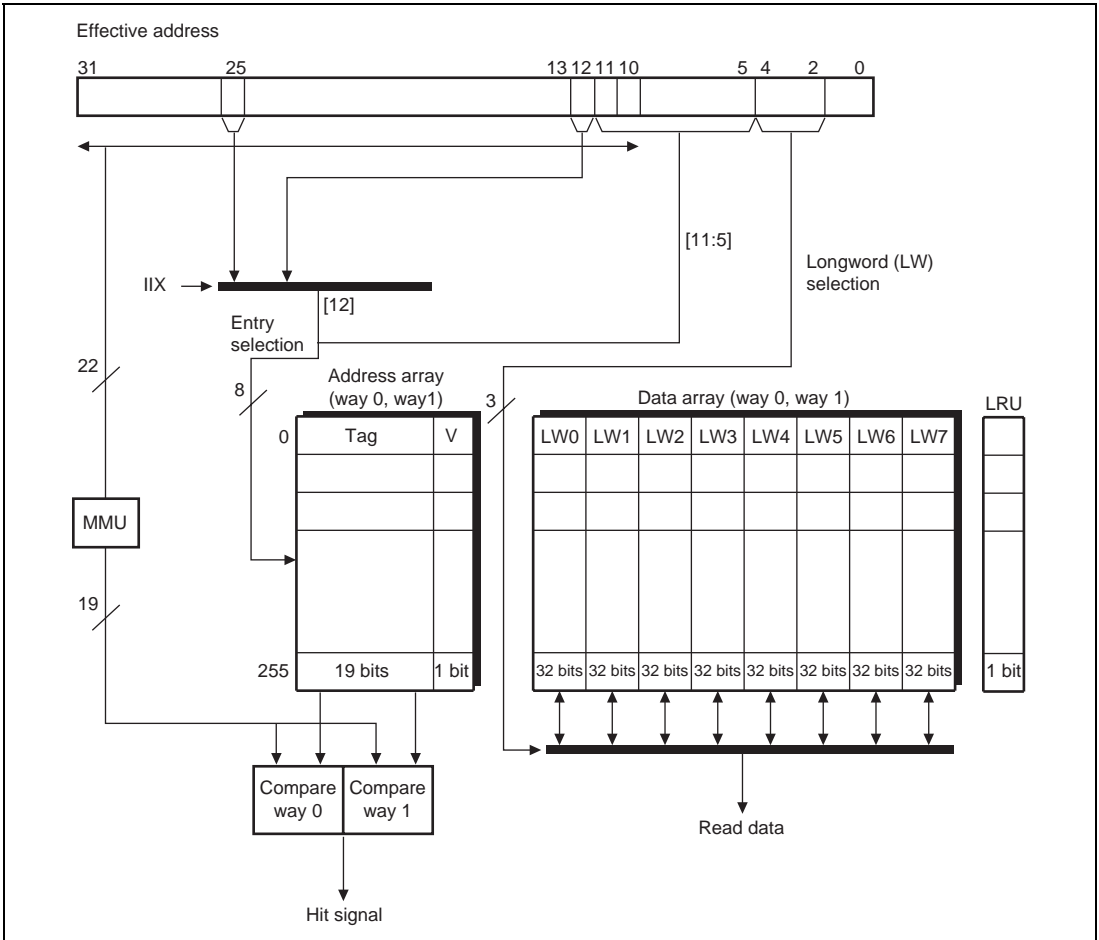 Effective address
31 25 13 12 11 10 5 4 2 0
[11:5]
Longword (LW)
selection
IIX
[12]
Entry
selection
22
8
3
Address array
(way 0, way1)
Data array (way 0, way 1)
LRU
0 Tag V
LW0 LW1 LW2 LW3 LW4 LW5 LW6 LW7
MMU
19
255 19 bits 1 bit
32 bits 32 bits 32 bits 32 bits 32 bits 32 bits 32 bits 32 bits
1 bit
Compare
way 0
Compare
way 1
Read data
Hit signal